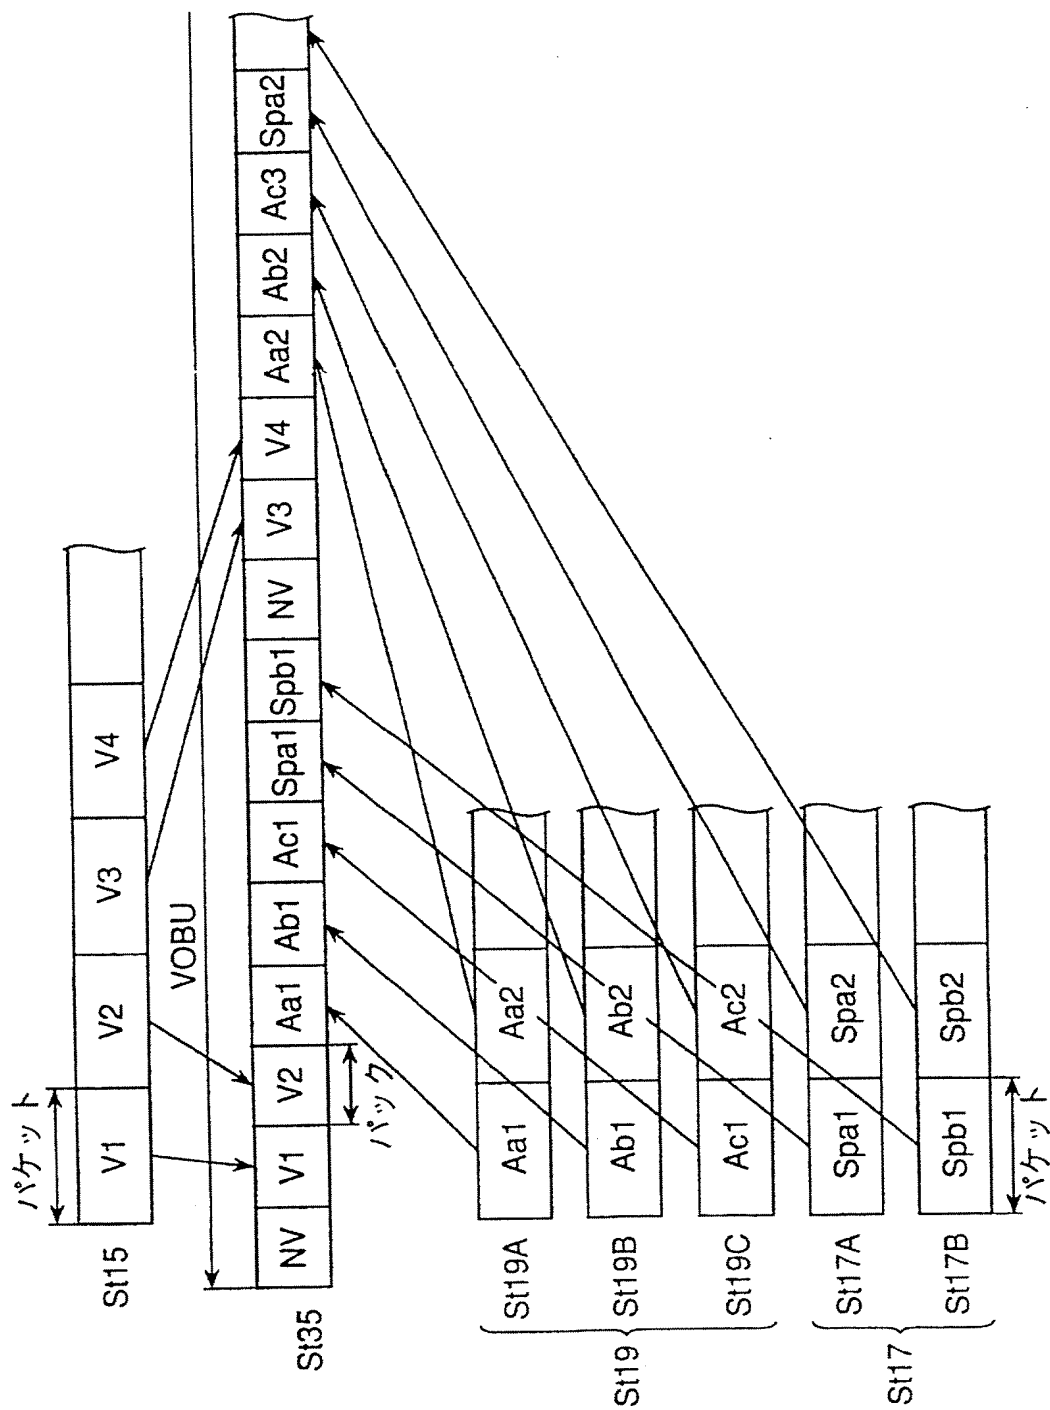 パケット
St15 V1 V2 V3 V4
VOBU
St35 NV V1 V2 Aa1 Ab1 Ac1 Spa1 Spb1 NV V3 V4 Aa2 Ab2 Ac3 Spa2
パック
St19
St19A Aa1 Aa2
St19B Ab1 Ab2
St19C Ac1 Ac2
St17
St17A Spa1 Spa2
St17B Spb1 Spb2
パケット